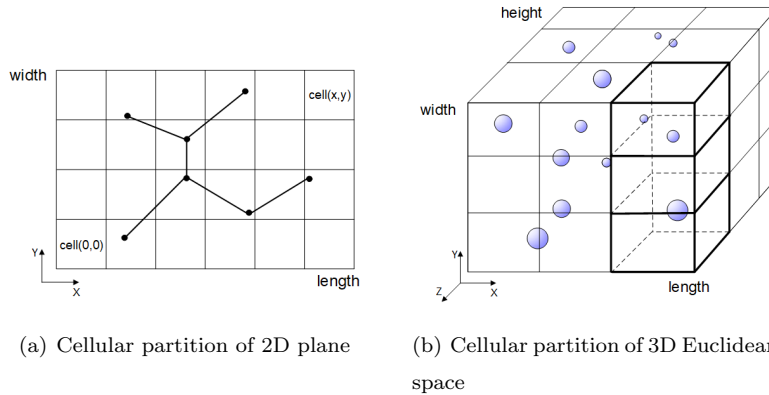 height
width
cell(x,y)
cell(0,0)
Y
X
length
width
Y
Z
X
length
(a) Cellular partition of 2D plane
(b) Cellular partition of 3D Euclidean
space